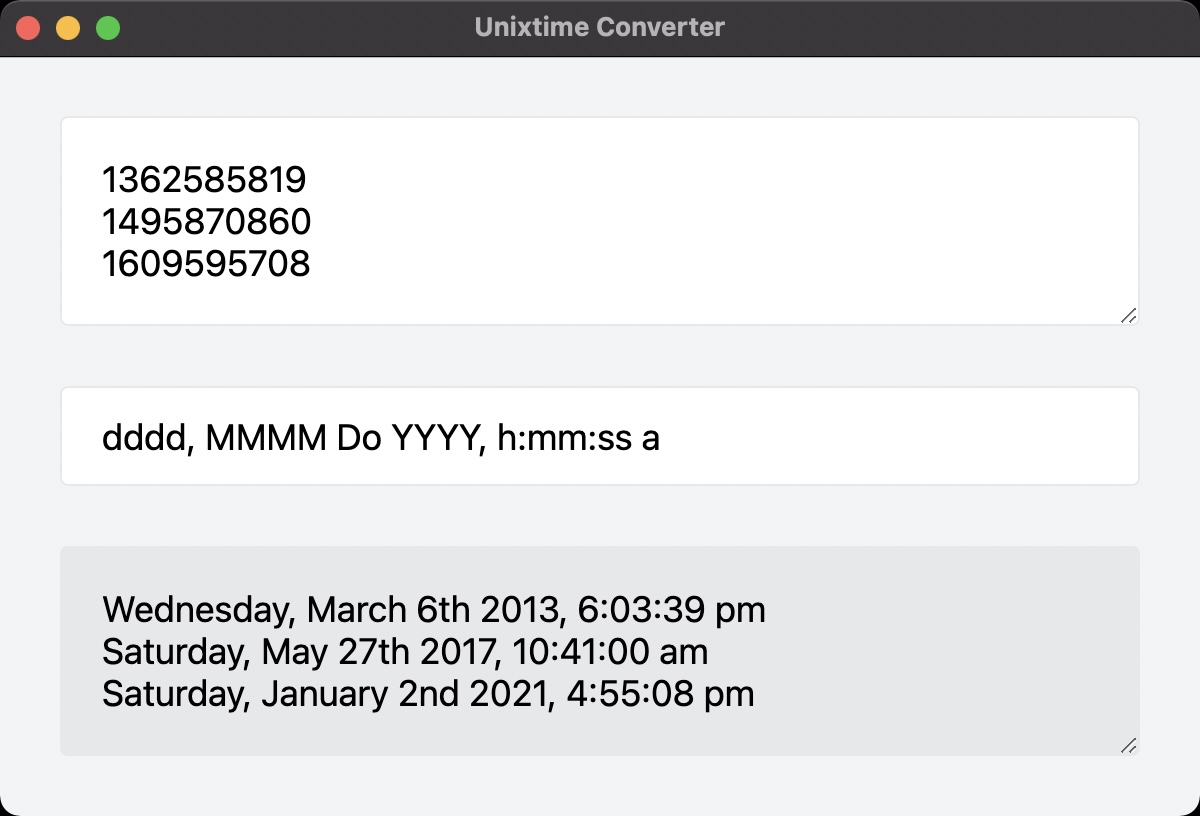 Unixtime Converter
1362585819
1495870860
1609595708
dddd, MMMM Do YYYY, h:mm:ss a
Wednesday, March 6th 2013, 6:03:39 pm
Saturday, May 27th 2017, 10:41:00 am
Saturday, January 2nd 2021, 4:55:08 pm